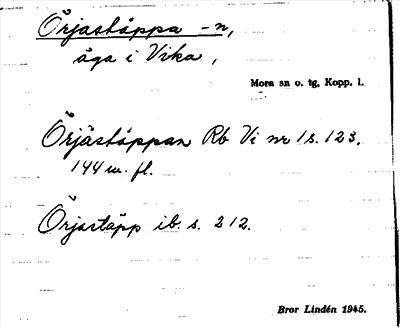 Örjastäppa -n,
äga i Vika,
Mora sn o. tg, Kopp. l.
Örjästäppan Rb Vi nr 1 s. 123,
144 m. fl.
Örjastäpp ib. s. 212.
Bror Lindén 1945.